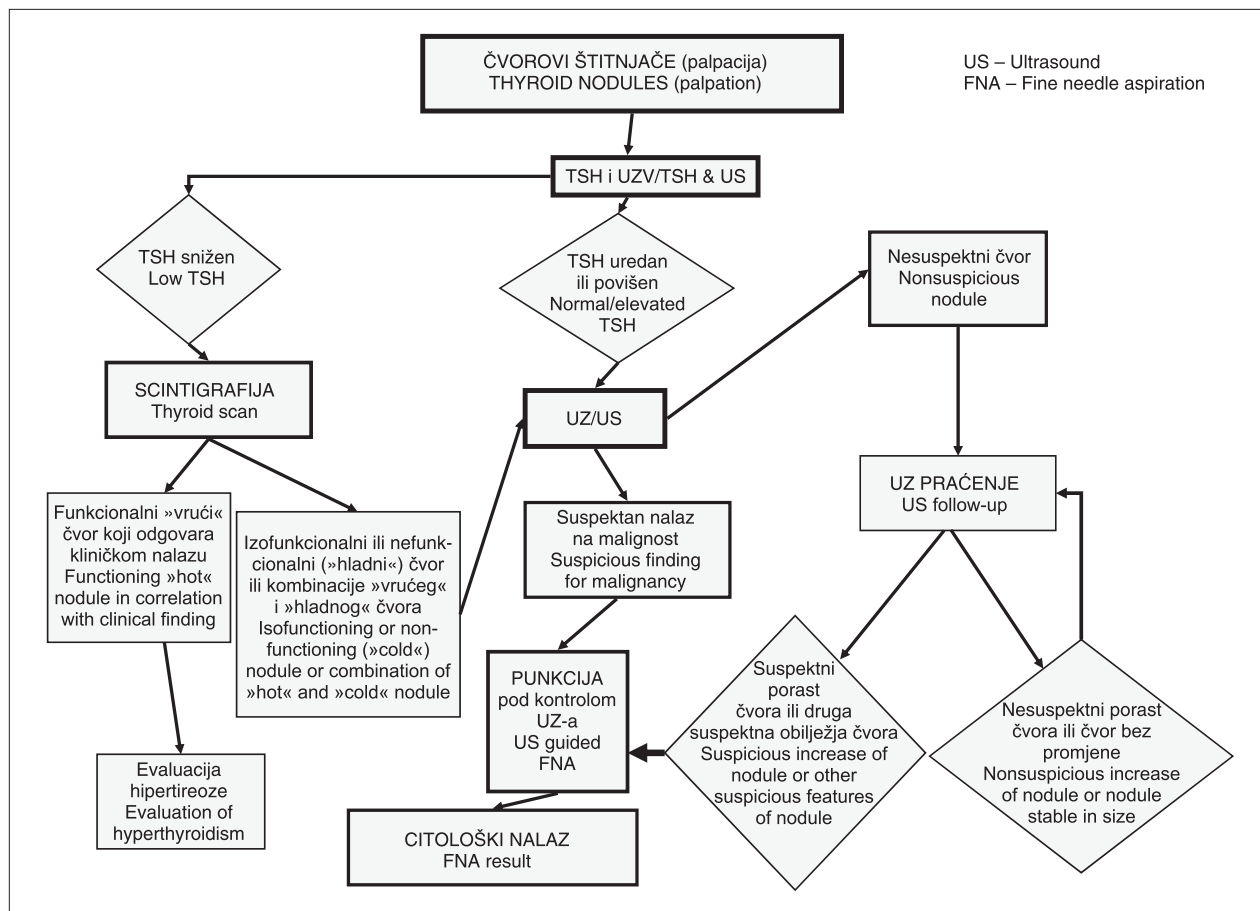 ČVOROVI ŠTITNJAČE (palpacija)
THYROID NODULES (palpation)
US – Ultrasound
FNA – Fine needle aspiration
TSH i UZV/TSH & US
TSH snižen
Low TSH
TSH uredan
ili povišen
Normal/elevated
TSH
Nesuspektni čvor
Nonsuspicious
nodule
SCINTIGRAFIJA
Thyroid scan
UZ/US
UZ PRAĆENJE
US follow-up
Funkcionalni »vrući«
čvor koji odgovara
kliničkom nalazu
Functioning »hot«
nodule in correlation
with clinical finding
Izofunkcionalni ili nefunk-
cionalni (»hladni«) čvor
ili kombinacije »vrućeg«
i »hladnog« čvora
Isofunctioning or non-
functioning (»cold«)
nodule or combination of
»hot« and »cold« nodule
Suspektan nalaz
na malignost
Suspicious finding
for malignancy
PUNKCIJA
pod kontrolom
UZ-a
US guided
FNA
Suspektni
porast
čvora ili druga
suspektna obilježja čvora
Suspicious increase of
nodule or other
suspicious features
of nodule
Nesuspektni porast
čvora ili čvor bez
promjene
Nonsuspicious increase
of nodule or nodule
stable in size
Evaluacija
hipertireoze
Evaluation of
hyperthyroidism
CITOLOŠKI NALAZ
FNA result